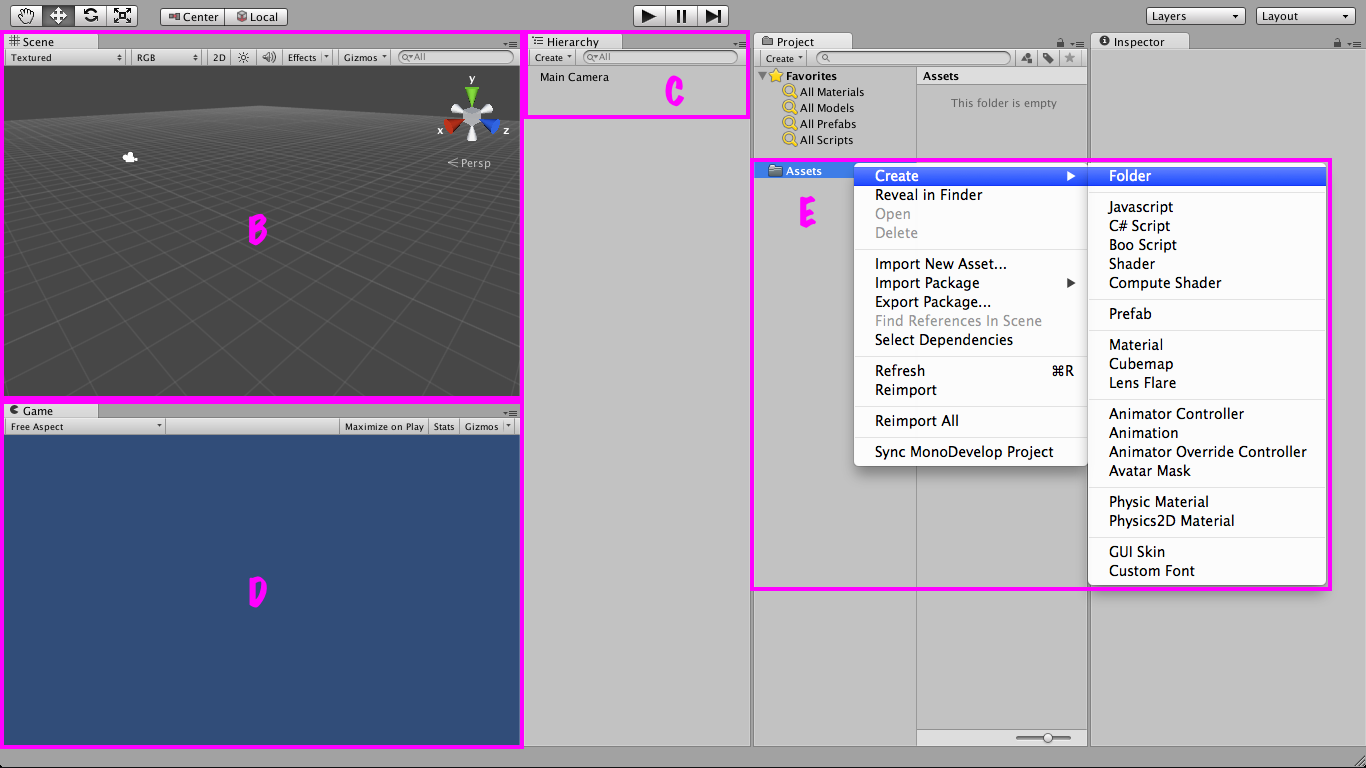 Center Local
Layers Layout
Scene
Textured RGB 2D Effects Gizmos All
y
x z
Persp
B
Game
Free Aspect Maximize on Play Stats Gizmos
D
Hierarchy
Create All
Main Camera
C
Project
Create
Favorites
All Materials
All Models
All Prefabs
All Scripts
Assets
E
Assets
This folder is empty
Create
Reveal in Finder
Open
Delete
Import New Asset...
Import Package
Export Package...
Find References In Scene
Select Dependencies
Refresh ⌘R
Reimport
Reimport All
Sync MonoDevelop Project
Folder
Javascript
C# Script
Boo Script
Shader
Compute Shader
Prefab
Material
Cubemap
Lens Flare
Animator Controller
Animation
Animator Override Controller
Avatar Mask
Physic Material
Physics2D Material
GUI Skin
Custom Font
Inspector